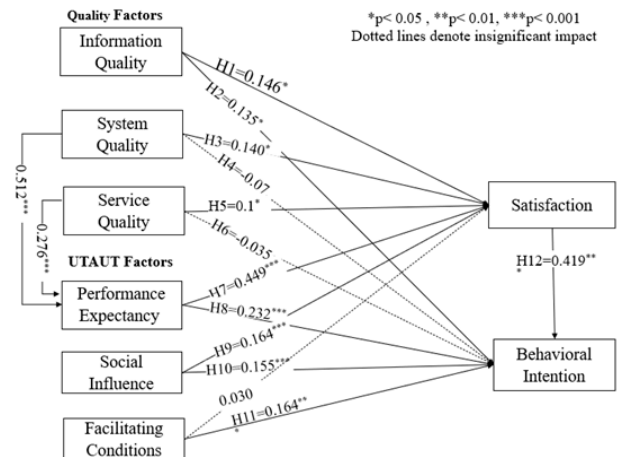 Quality Factors
*p< 0.05 , **p< 0.01, ***p< 0.001
Dotted lines denote insignificant impact
Information
Quality
H1=0.146*
H2=0.135*
System
Quality
H3=0.140*
H4=-0.07
0.512***
Service
Quality
H5=0.1*
H6=-0.035
0.276***
Satisfaction
UTAUT Factors
H12=0.419**
*
Performance
Expectancy
H7=0.449***
H8=0.232***
Social
Influence
H9=0.164***
H10=0.155***
Behavioral
Intention
0.030
Facilitating
Conditions
H11=0.164**
*